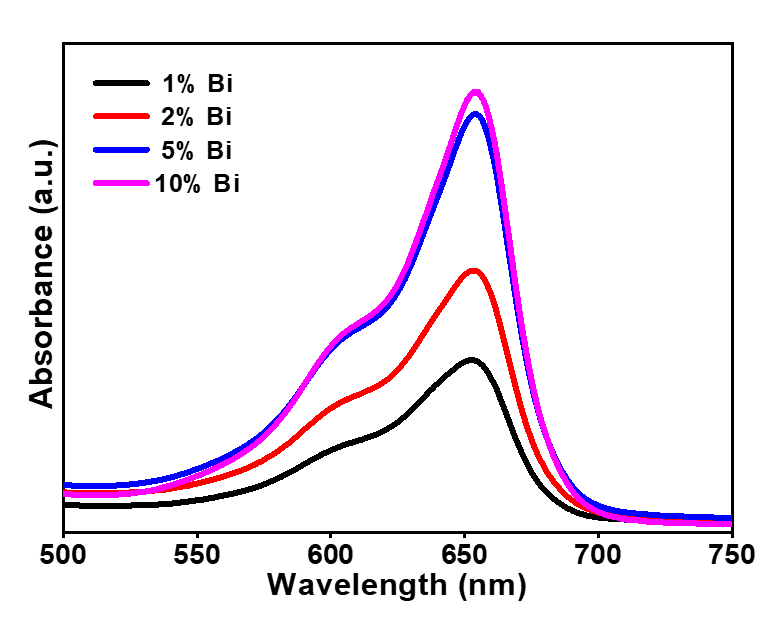 1% Bi
2% Bi
5% Bi
10% Bi
Absorbance (a.u.)
500 550 600 650 700 750
Wavelength (nm)